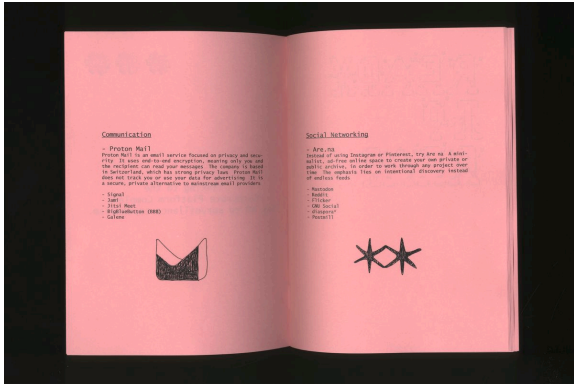 Communication
- Proton Mail
Proton Mail is an email service focused on privacy and secu-
rity. It uses end-to-end encryption, meaning only you and
the recipient can read your messages. The company is based
in Switzerland, which has strong privacy laws. Proton Mail
does not track you or use your data for advertising. It is
a secure, private alternative to mainstream email providers.
- Signal
- Jami
- Jitsi Meet
- BigBlueButton (BBB)
- Galene
Social Networking
- Are.na
Instead of using Instagram or Pinterest, try Are.na. A mini-
malist, ad-free online space to create your own private or
public archive, in order to work through any project over
time. The emphasis lies on intentional discovery instead
of endless feeds.
- Mastodon
- Reddit
- Flicker
- GNU Social
- diaspora*